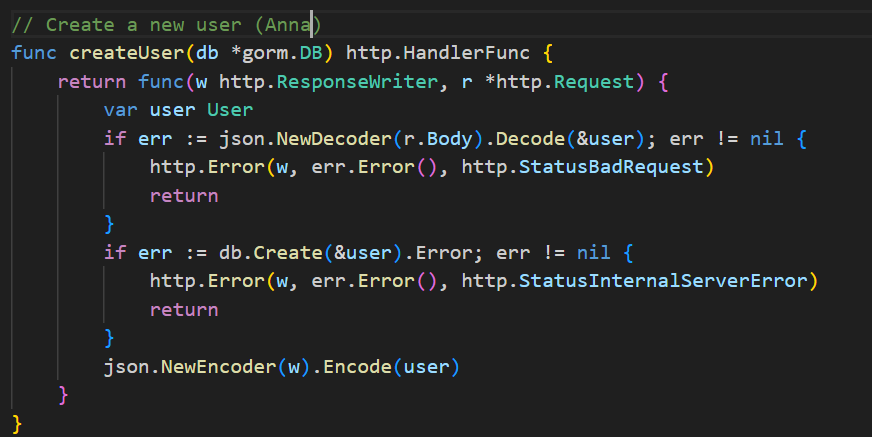 // Create a new user (Anna)
func createUser(db *gorm.DB) http.HandlerFunc {
    return func(w http.ResponseWriter, r *http.Request) {
        var user User
        if err := json.NewDecoder(r.Body).Decode(&user); err != nil {
            http.Error(w, err.Error(), http.StatusBadRequest)
            return
        }
        if err := db.Create(&user).Error; err != nil {
            http.Error(w, err.Error(), http.StatusInternalServerError)
            return
        }
        json.NewEncoder(w).Encode(user)
    }
}